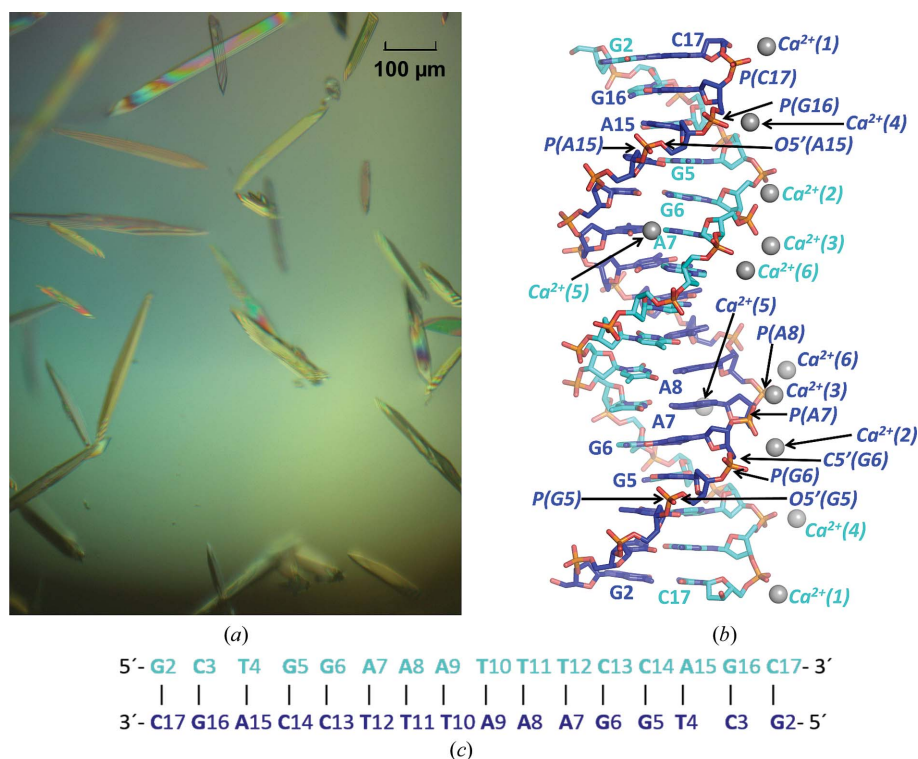 100 μm
G2
C17
Ca²⁺(1)
P(C17)
G16
P(G16)
A15
Ca²⁺(4)
P(A15)
O5′(A15)
G5
G6
Ca²⁺(2)
A7
Ca²⁺(3)
Ca²⁺(5)
Ca²⁺(6)
Ca²⁺(5)
P(A8)
Ca²⁺(6)
A8
Ca²⁺(3)
A7
P(A7)
G6
Ca²⁺(2)
C5′(G6)
G5
P(G6)
P(G5)
O5′(G5)
Ca²⁺(4)
G2
C17
Ca²⁺(1)
(a)
(b)
5′- G2 C3 T4 G5 G6 A7 A8 A9 T10 T11 T12 C13 C14 A15 G16 C17 - 3′
3′- C17 G16 A15 C14 C13 T12 T11 T10 A9 A8 A7 G6 G5 T4 C3 G2- 5′
(c)